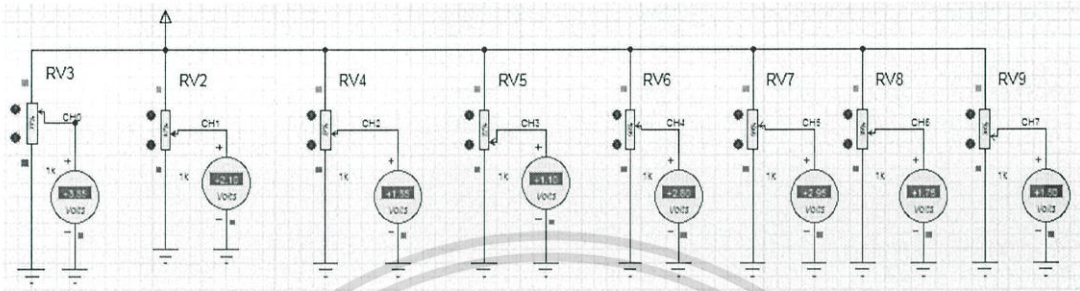 RV3 RV2 RV4 RV5 RV6 RV7 RV8 RV9
CH0 CH1 CH2 CH3 CH4 CH5 CH6 CH7
1K 1K 1K 1K 1K 1K 1K 1K
+3.85 +2.10 +1.10 +2.80 +2.95 +1.75 +1.50
VOLTS VOLTS VOLTS VOLTS VOLTS VOLTS VOLTS VOLTS